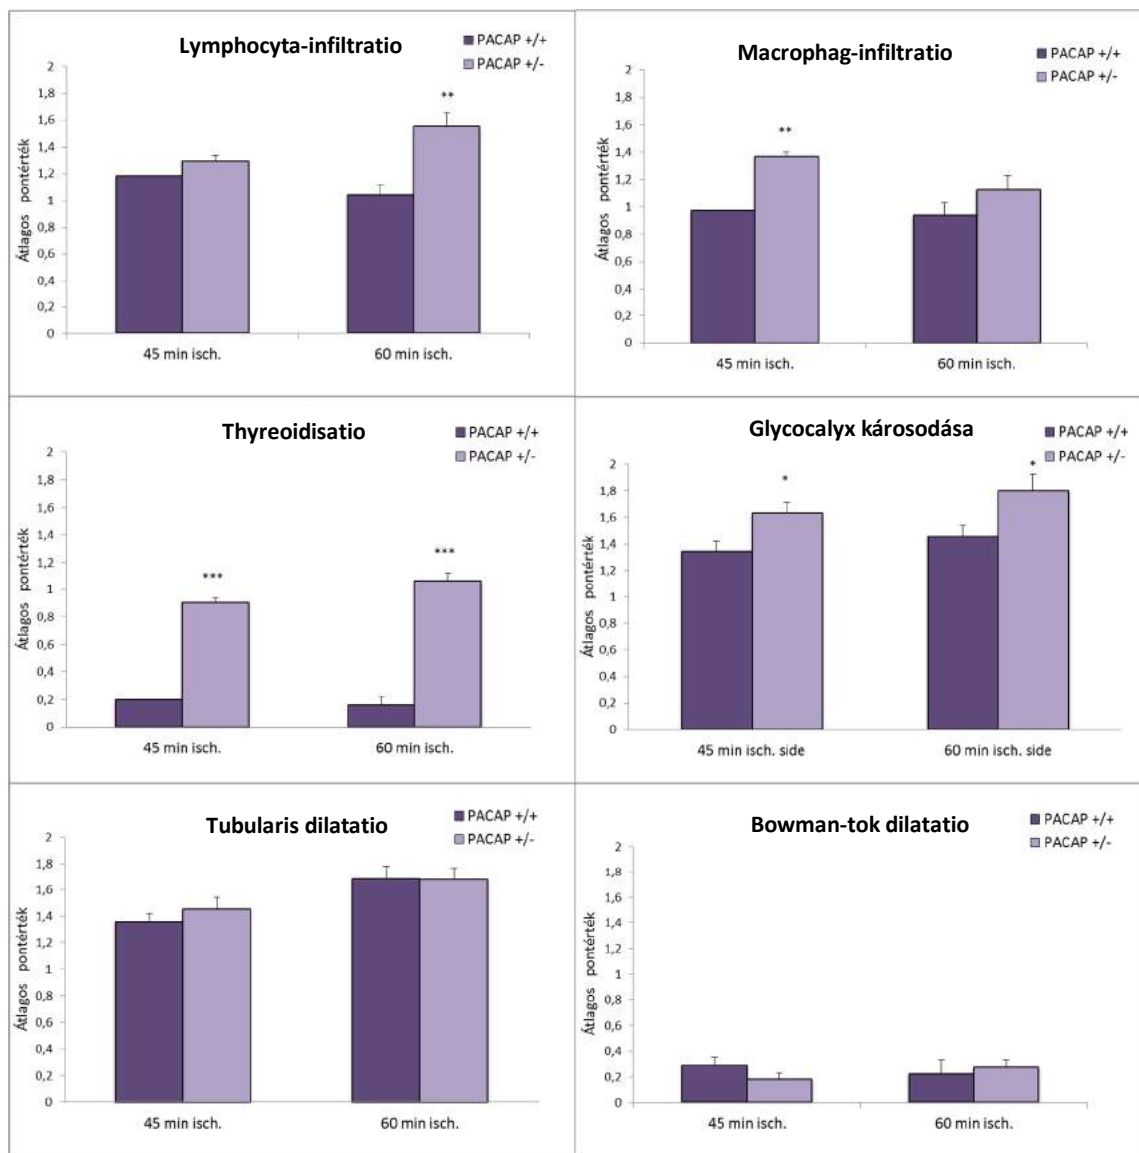 Lymphocyta-infiltratio
PACAP +/+
PACAP +/-
Átlagos pontérték
2
1,8
1,6
1,4
1,2
1
0,8
0,6
0,4
0,2
0
**
45 min isch.
60 min isch.
Macrophag-infiltratio
PACAP +/+
PACAP +/-
Átlagos pontérték
2
1,8
1,6
1,4
1,2
1
0,8
0,6
0,4
0,2
0
**
45 min isch.
60 min isch.
Thyreoidisatio
PACAP +/+
PACAP +/-
Átlagos pontérték
2
1,8
1,6
1,4
1,2
1
0,8
0,6
0,4
0,2
0
***
***
45 min isch.
60 min isch.
Glycocalyx károsodása
PACAP +/+
PACAP +/-
Átlagos pontérték
2
1,8
1,6
1,4
1,2
1
0,8
0,6
0,4
0,2
0
*
*
45 min isch. side
60 min isch. side
Tubularis dilatatio
PACAP +/+
PACAP +/-
Átlagos pontérték
2
1,8
1,6
1,4
1,2
1
0,8
0,6
0,4
0,2
0
45 min isch.
60 min isch.
Bowman-tok dilatatio
PACAP +/+
PACAP +/-
Átlagos pontérték
2
1,8
1,6
1,4
1,2
1
0,8
0,6
0,4
0,2
0
45 min isch.
60 min isch.